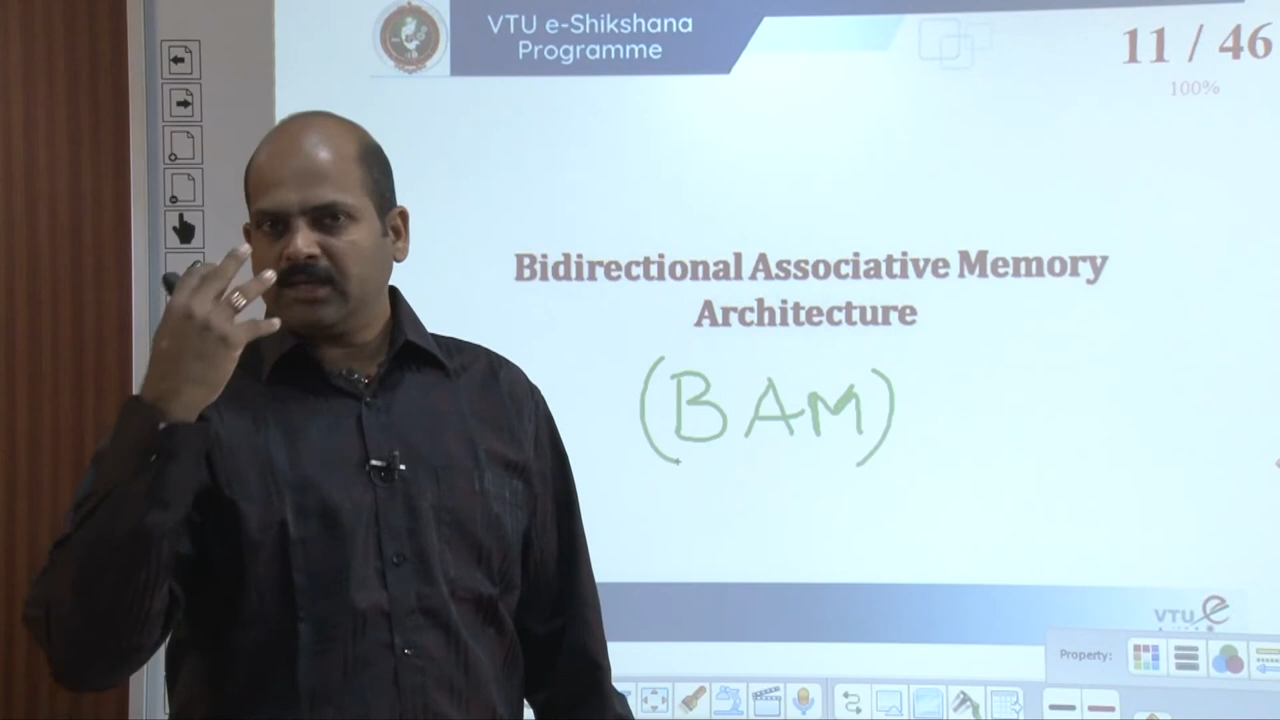 VTU e-Shikshana
Programme
11 / 46
100%
Bidirectional Associative Memory
Architecture
(BAM)
VTU e
Property: